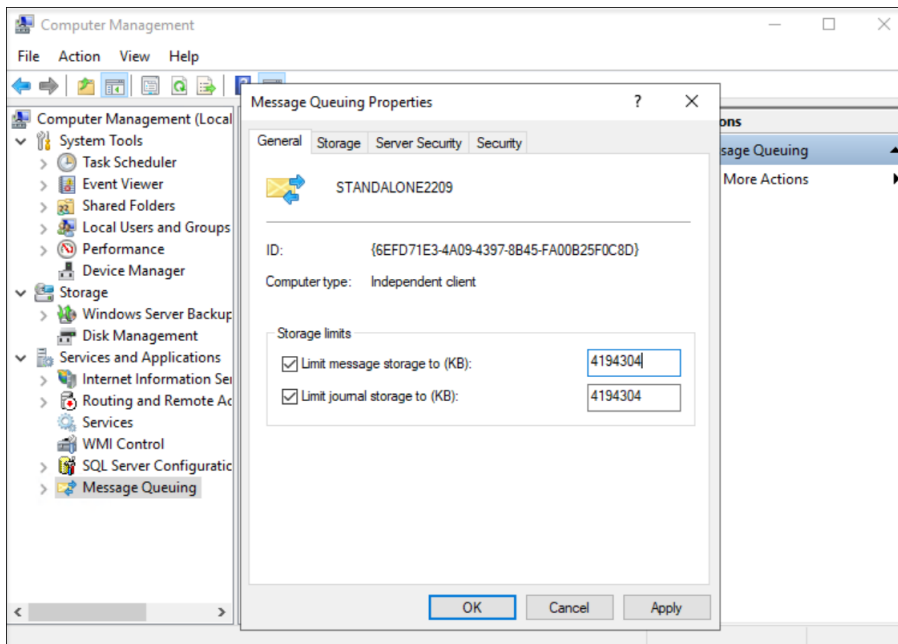 Computer Management
File Action View Help
Computer Management (Local
System Tools
Task Scheduler
Event Viewer
Shared Folders
Local Users and Groups
Performance
Device Manager
Storage
Windows Server Backup
Disk Management
Services and Applications
Internet Information Ser
Routing and Remote Ac
Services
WMI Control
SQL Server Configuratic
Message Queuing
Message Queuing Properties
?
General Storage Server Security Security
STANDALONE2209
ID: {6EFD71E3-4A09-4397-8B45-FA00B25F0C8D}
Computer type: Independent client
Storage limits
Limit message storage to (KB): 4194304
Limit journal storage to (KB): 4194304
OK Cancel Apply
ons
sage Queuing
More Actions